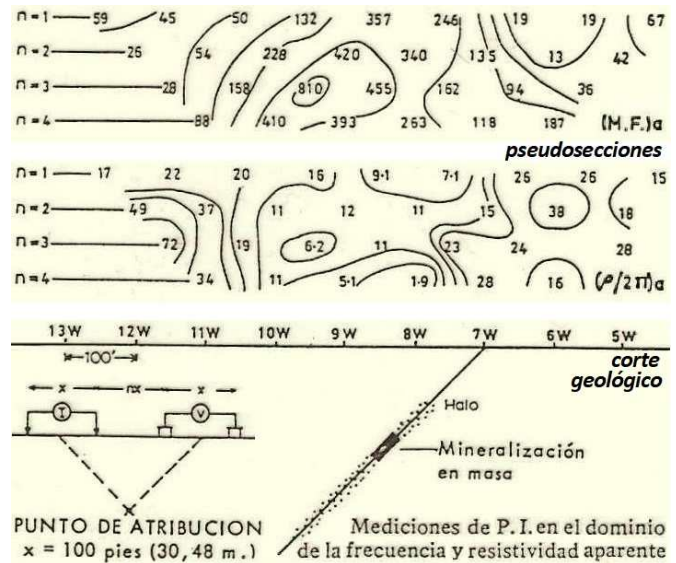 n=1 59 45 50 132 357 246 19 19 67
n=2 26 54 228 420 340 135 13 42
n=3 28 158 810 455 162 94 36
n=4 88 410 393 263 118 187 (M.F.)a
pseudosecciones
n=1 17 22 20 16 9·1 7·1 26 26 15
n=2 49 37 11 12 11 15 38 18
n=3 72 19 6·2 11 23 24 28
n=4 34 11 5·1 1·9 28 16 (ρ/2π)a
13W 12W 11W 10W 9W 8W 7W 6W 5W
100'
corte
geológico
x nx x
I V
Halo
Mineralización
en masa
x
PUNTO DE ATRIBUCION
x = 100 pies (30,48 m.)
Mediciones de P.I. en el dominio
de la frecuencia y resistividad aparente